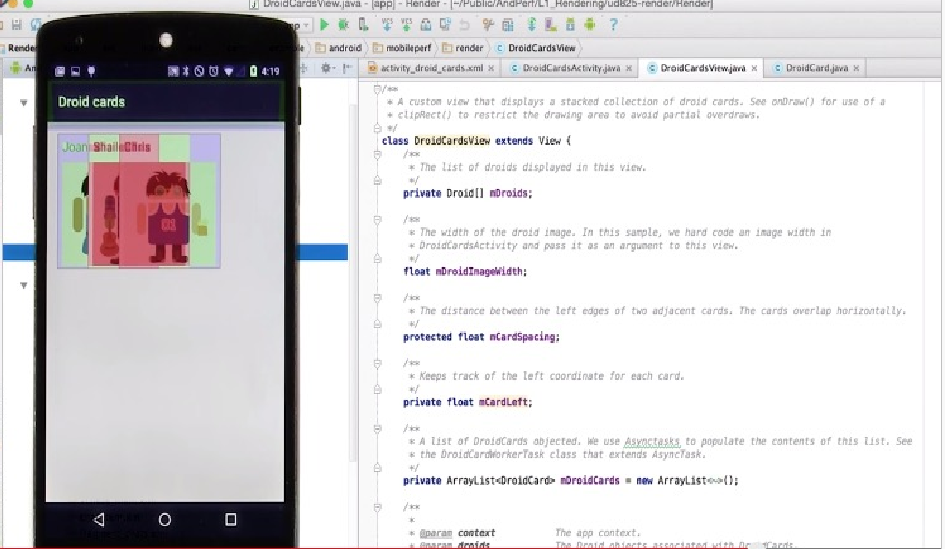 DroidCardsView.java - [app] - Render - [~/Public/AndPerf/L1_Rendering/ud825-render/Render]
android
mobileperf
render
DroidCardsView
activity_droid_cards.xml
DroidCardsActivity.java
DroidCardsView.java
DroidCard.java
4:19
Droid cards
/**
* A custom view that displays a stacked collection of droid cards. See onDraw() for use of a
* clipRect() to restrict the drawing area to avoid partial overdraws.
*/
class DroidCardsView extends View {
/**
* The list of droids displayed in this view.
*/
private Droid[] mDroids;
/**
* The width of the droid image. In this sample, we hard code an image width in
* DroidCardsActivity and pass it as an argument to this view.
*/
float mDroidImageWidth;
/**
* The distance between the left edges of two adjacent cards. The cards overlap horizontally.
*/
protected float mCardSpacing;
/**
* Keeps track of the left coordinate for each card.
*/
private float mCardLeft;
/**
* A list of DroidCards objected. We use Asynctasks to populate the contents of this list. See
* the DroidCardWorkerTask class that extends AsyncTask.
*/
private ArrayList<DroidCard> mDroidCards = new ArrayList<~>();
/**
*
* @param context The app context.
* @param droids The Droid objects associated with DroidCards.